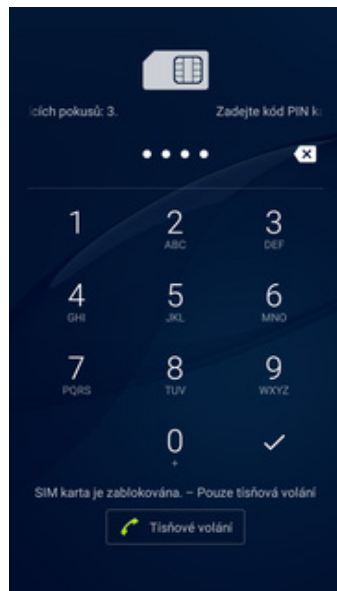 pokusů: 3. Zadejte kód PIN
1 2 3
ABC DEF
4 5 6
GHI JKL MNO
7 8 9
PQRS TUV WXYZ
0
+
SIM karta je zablokována. – Pouze tísňová volání
Tísňové volání